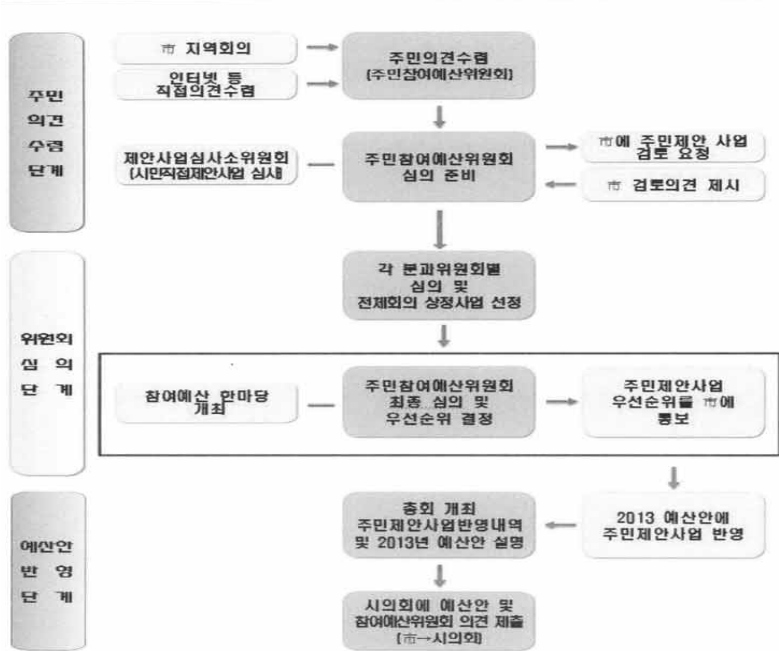 주민
의견
수렴
단계
市 지역회의
인터넷 등
직접의견수렴
주민의견수렴
(주민참여예산위원회)
제안사업심사소위원회
(시민직접제안사업 심사)
주민참여예산위원회
심의 준비
市에 주민제안 사업
검토 요청
市 검토의견 제시
위원회
심 의
단 계
각 분과위원회별
심의 및
전체회의 상정사업 선정
참여예산 한마당
개최
주민참여예산위원회
최종 심의 및
우선순위 결정
주민제안사업
우선순위를 市에
통보
예산안
반 영
단 계
2013 예산안에
주민제안사업 반영
총회 개최
주민제안사업반영내역
및 2013년 예산안 설명
시의회에 예산안 및
참여예산위원회 의견 제출
(市→시의회)